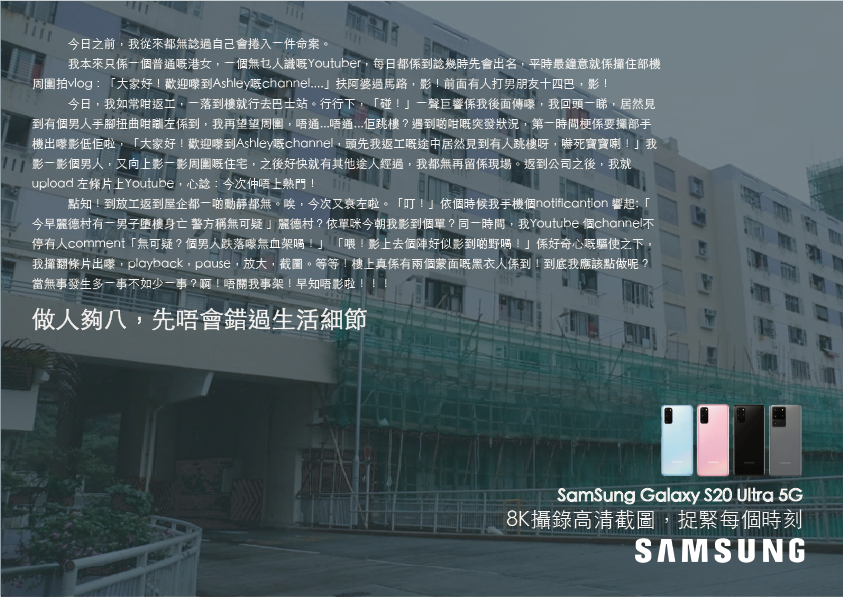 今日之前，我從來都無諗過自己會捲入一件命案。
我本來只係一個普通嘅港女，一個無乜人識嘅Youtuber，每日都係到諗幾時先會出名，平時最鐘意就係攞住部機
周圍拍vlog：「大家好！歡迎嚟到Ashley嘅channel....」扶阿婆過馬路，影！前面有人打男朋友十四巴，影！
今日，我如常咁返工，一落到樓就行去巴士站。行行下，「碰！」一聲巨響係我後面傳嚟，我回頭一睇，居然見
到有個男人手腳扭曲咁瞓左係到，我再望望周圍，唔通...唔通...佢跳樓？遇到啲咁嘅突發狀況，第一時間梗係要攞部手
機出嚟影低佢啦，「大家好！歡迎嚟到Ashley嘅channel，頭先我返工嘅途中居然見到有人跳樓呀，嚇死寶寶喇！」我
影一影個男人，又向上影一影周圍嘅住宅，之後好快就有其他途人經過，我都無再留係現場。返到公司之後，我就
upload 左條片上Youtube，心諗：今次仲唔上熱門！
點知！到放工返到屋企都一啲動靜都無。唉，今次又衰左啦。「叮！」依個時候我手機個notificantion 響起:「
今早麗德村有一男子墮樓身亡 警方稱無可疑 」麗德村？依單咪今朝我影到個單？同一時間，我Youtube 個channel不
停有人comment「無可疑？個男人跌落嚟無血架喎！」「喂！影上去個陣好似影到啲野喎！」係好奇心嘅驅使之下，
我攞翻條片出嚟，playback，pause，放大，截圖。等等！樓上真係有兩個蒙面嘅黑衣人係到！到底我應該點做呢？
當無事發生多一事不如少一事？啊！唔關我事架！早知唔影啦！！！
做人夠八，先唔會錯過生活細節
SamSung Galaxy S20 Ultra 5G
8K攝錄高清截圖，捉緊每個時刻
SAMSUNG